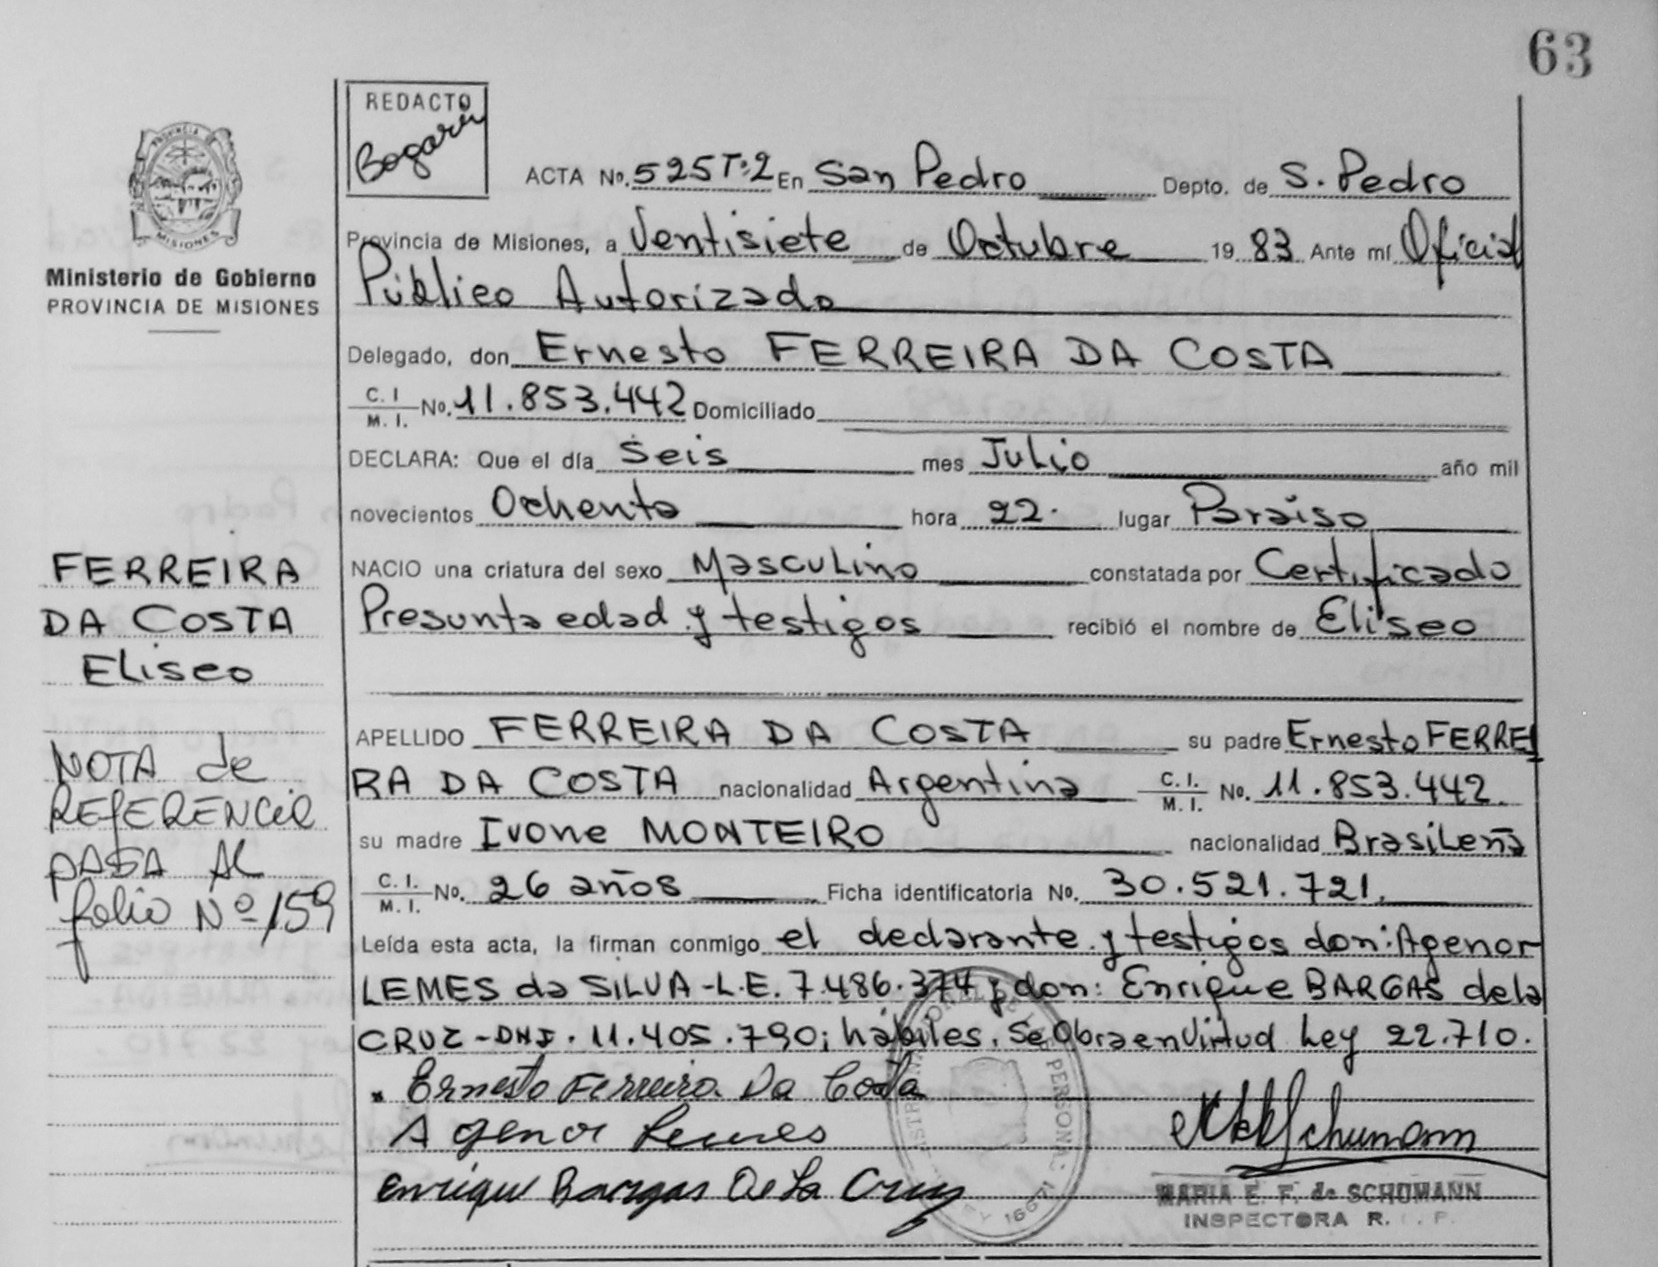 63
REDACTO
Bogarin
ACTA No. 525 T:2 En San Pedro Depto. de S. Pedro
Provincia de Misiones, a Ventisiete de Octubre 19 83 Ante mí Oficial
Público Autorizado
PROVINCIA DE MISIONES
Ministerio de Gobierno
PROVINCIA DE MISIONES
Delegado, don Ernesto FERREIRA DA COSTA
C. I. M. I. No. 11.853.442 Domiciliado
DECLARA: Que el día Seis mes Julio año mil
novecientos Ochenta hora 22. lugar Paraiso
NACIO una criatura del sexo Masculino constatada por Certificado
Presunta edad y testigos recibió el nombre de Eliseo
FERREIRA
DA COSTA
Eliseo
APELLIDO FERREIRA DA COSTA su padre Ernesto FERREI
RA DA COSTA nacionalidad Argentina C. I. M. I. No. 11.853.442
su madre Ivone MONTEIRO nacionalidad Brasileña
C. I. M. I. No. 26 años Ficha identificatoria No. 30.521.721.
Leída esta acta, la firman conmigo el declarante y testigos don: Agenor
LEMES da SILVA-L.E. 7.486.374 y don: Enrique BARGAS de la
CRUZ-DNI. 11.405.790; hábiles. Se Obra en Virtud Ley 22.710.
NOTA de
REFERENCIA
PASA AL
folio Nº 159
Ernesto Ferreira Da Costa
Agenor Lemes
Enrique Bargas De La Cruz
Schumann
MARIA E. F. de SCHUMANN
INSPECTORA R. P.